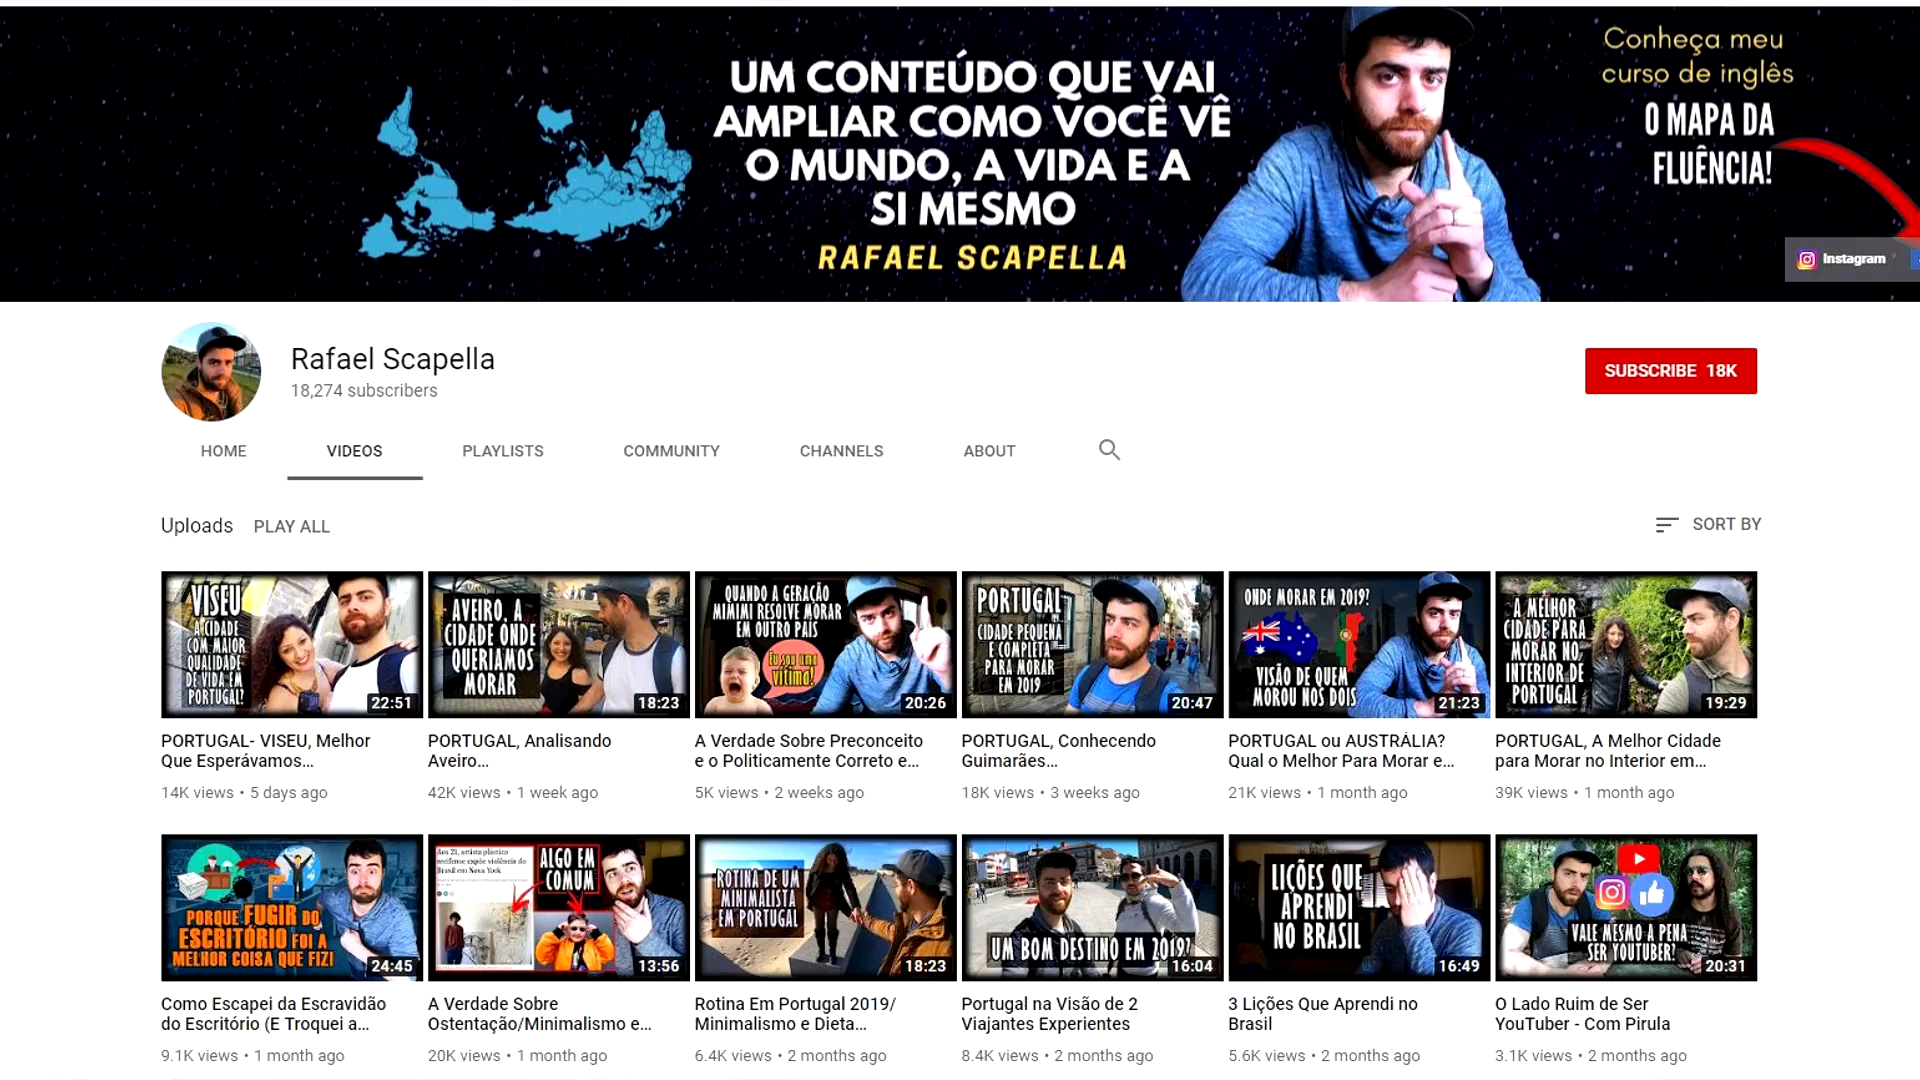 UM CONTEÚDO QUE VAI
AMPLIAR COMO VOCÊ VÊ
O MUNDO, A VIDA E A
SI MESMO
RAFAEL SCAPELLA
Conheça meu
curso de inglês
O MAPA DA
FLUÊNCIA!
Instagram
Rafael Scapella
18,274 subscribers
SUBSCRIBE 18K
HOME VIDEOS PLAYLISTS COMMUNITY CHANNELS ABOUT
Uploads PLAY ALL
SORT BY
VISEU
A CIDADE
COM MAIOR
QUALIDADE
DE VIDA EM
PORTUGAL?
22:51
PORTUGAL- VISEU, Melhor
Que Esperávamos...
14K views • 5 days ago
AVEIRO, A
CIDADE ONDE
QUERIAMOS
MORAR
18:23
PORTUGAL, Analisando
Aveiro...
42K views • 1 week ago
QUANDO A GERAÇÃO
MIMIMI RESOLVE MORAR
EM OUTRO PAIS
Eu sou uma
vítima!
20:26
A Verdade Sobre Preconceito
e o Politicamente Correto e...
5K views • 2 weeks ago
PORTUGAL
CIDADE PEQUENA
E COMPLETA
PARA MORAR
EM 2019
20:47
PORTUGAL, Conhecendo
Guimarães...
18K views • 3 weeks ago
ONDE MORAR EM 2019?
VISÃO DE QUEM
MOROU NOS DOIS
21:23
PORTUGAL ou AUSTRÁLIA?
Qual o Melhor Para Morar e...
21K views • 1 month ago
A MELHOR
CIDADE PARA
MORAR NO
INTERIOR DE
PORTUGAL
19:29
PORTUGAL, A Melhor Cidade
para Morar no Interior em...
39K views • 1 month ago
PORQUE FUGIR DO
ESCRITÓRIO FOI A
MELHOR COISA QUE FIZ!
24:45
Como Escapei da Escravidão
do Escritório (E Troquei a...
9.1K views • 1 month ago
Aos 21, artista plástico
recifense expõe violência do
Brasil em Nova York
ALGO EM
COMUM
13:56
A Verdade Sobre
Ostentação/Minimalismo e...
20K views • 1 month ago
ROTINA DE UM
MINIMALISTA
EM PORTUGAL
18:23
Rotina Em Portugal 2019/
Minimalismo e Dieta...
6.4K views • 2 months ago
UM BOM DESTINO EM 2019?
16:04
Portugal na Visão de 2
Viajantes Experientes
8.4K views • 2 months ago
LIÇÕES QUE
APRENDI
NO BRASIL
16:49
3 Lições Que Aprendi no
Brasil
5.6K views • 2 months ago
VALE MESMO A PENA
SER YOUTUBER?
20:31
O Lado Ruim de Ser
YouTuber - Com Pirula
3.1K views • 2 months ago